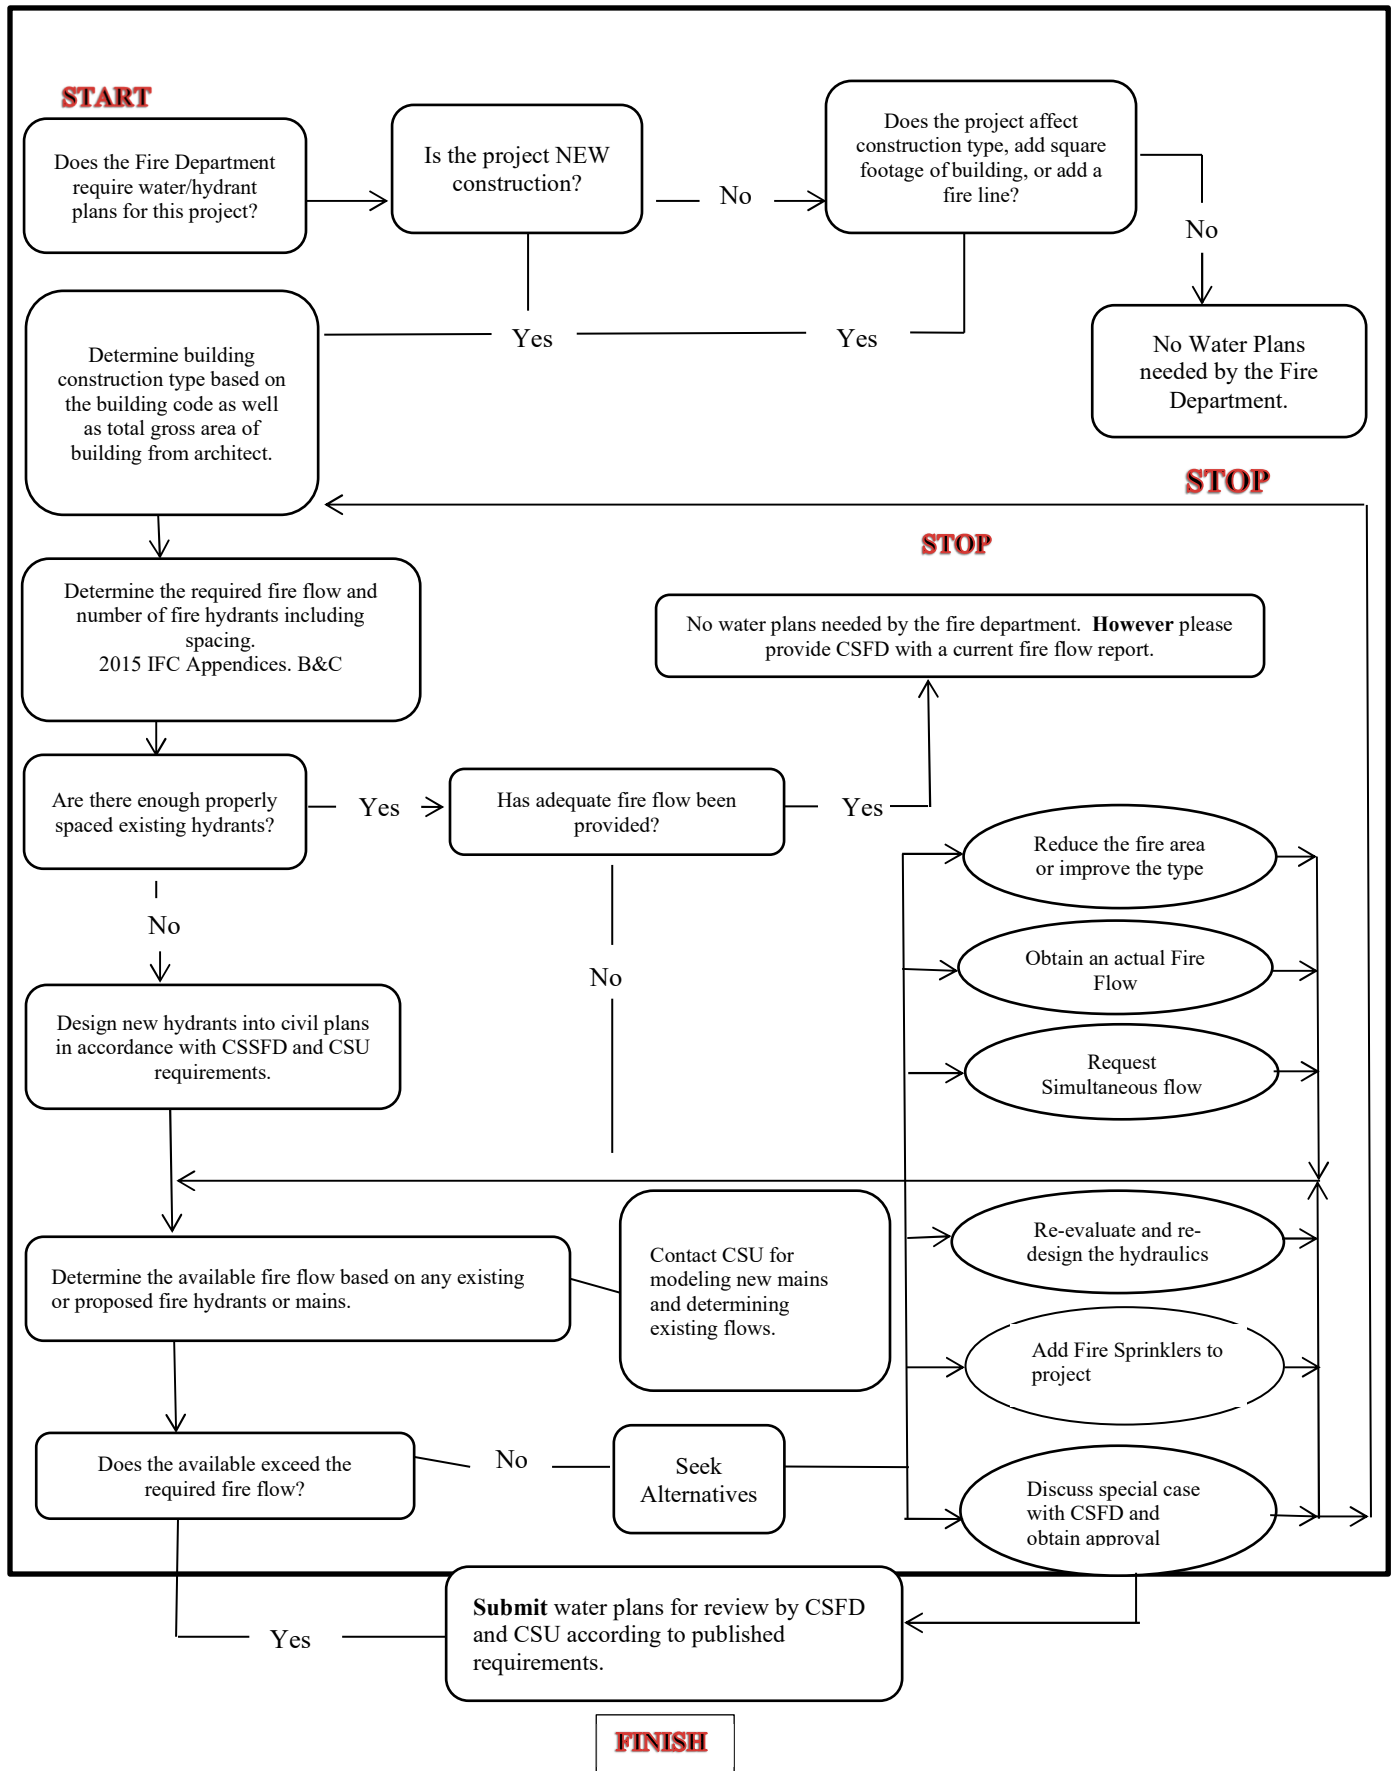 START
Does the Fire Department
require water/hydrant
plans for this project?
Is the project NEW
construction?
No
Does the project affect
construction type, add square
footage of building, or add a
fire line?
No
Yes
Yes
No Water Plans
needed by the Fire
Department.
STOP
Determine building
construction type based on
the building code as well
as total gross area of
building from architect.
Determine the required fire flow and
number of fire hydrants including
spacing.
2015 IFC Appendices. B&C
STOP
No water plans needed by the fire department. However please
provide CSFD with a current fire flow report.
Are there enough properly
spaced existing hydrants?
Yes
Has adequate fire flow been
provided?
Yes
No
No
Design new hydrants into civil plans
in accordance with CSSFD and CSU
requirements.
Reduce the fire area
or improve the type
Obtain an actual Fire
Flow
Request
Simultaneous flow
Determine the available fire flow based on any existing
or proposed fire hydrants or mains.
Contact CSU for
modeling new mains
and determining
existing flows.
Re-evaluate and re-
design the hydraulics
Add Fire Sprinklers to
project
Does the available exceed the
required fire flow?
No
Seek
Alternatives
Discuss special case
with CSFD and
obtain approval
Yes
Submit water plans for review by CSFD
and CSU according to published
requirements.
FINISH